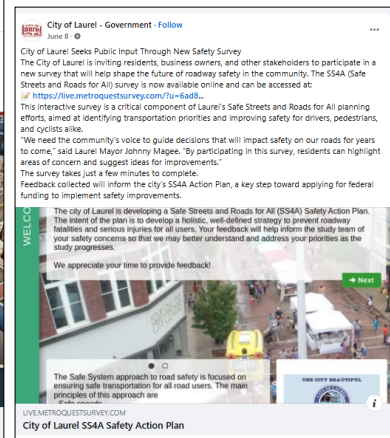 City of Laurel - Government · Follow
June 8 ·
City of Laurel Seeks Public Input Through New Safety Survey
The City of Laurel is inviting residents, business owners, and other stakeholders to participate in a
new survey that will help shape the future of roadway safety in the community. The SS4A (Safe
Streets and Roads for All) survey is now available online and can be accessed at:
https://live.metroquestsurvey.com/?u=6ad8...
This interactive survey is a critical component of Laurel's Safe Streets and Roads for All planning
efforts, aimed at identifying transportation priorities and improving safety for drivers, pedestrians,
and cyclists alike.
"We need the community's voice to guide decisions that will impact safety on our roads for years
to come," said Laurel Mayor Johnny Magee. "By participating in this survey, residents can highlight
areas of concern and suggest ideas for improvements."
The survey takes just a few minutes to complete.
Feedback collected will inform the city's SS4A Action Plan, a key step toward applying for federal
funding to implement safety improvements.
WELCO
The city of Laurel is developing a Safe Streets and Roads for All (SS4A) Safety Action Plan.
The intent of the plan is to develop a holistic, well-defined strategy to prevent roadway
fatalities and serious injuries for all users. Your feedback will help inform the study team of
your safety concerns so that we may better understand and address your priorities as the
study progresses.
We appreciate your time to provide feedback!
Next
The Safe System approach to road safety is focused on
ensuring safe transportation for all road users. The main
principles of this approach are
Safe speeds
THE CITY BEAUTIFUL
LIVE.METROQUESTSURVEY.COM
City of Laurel SS4A Safety Action Plan